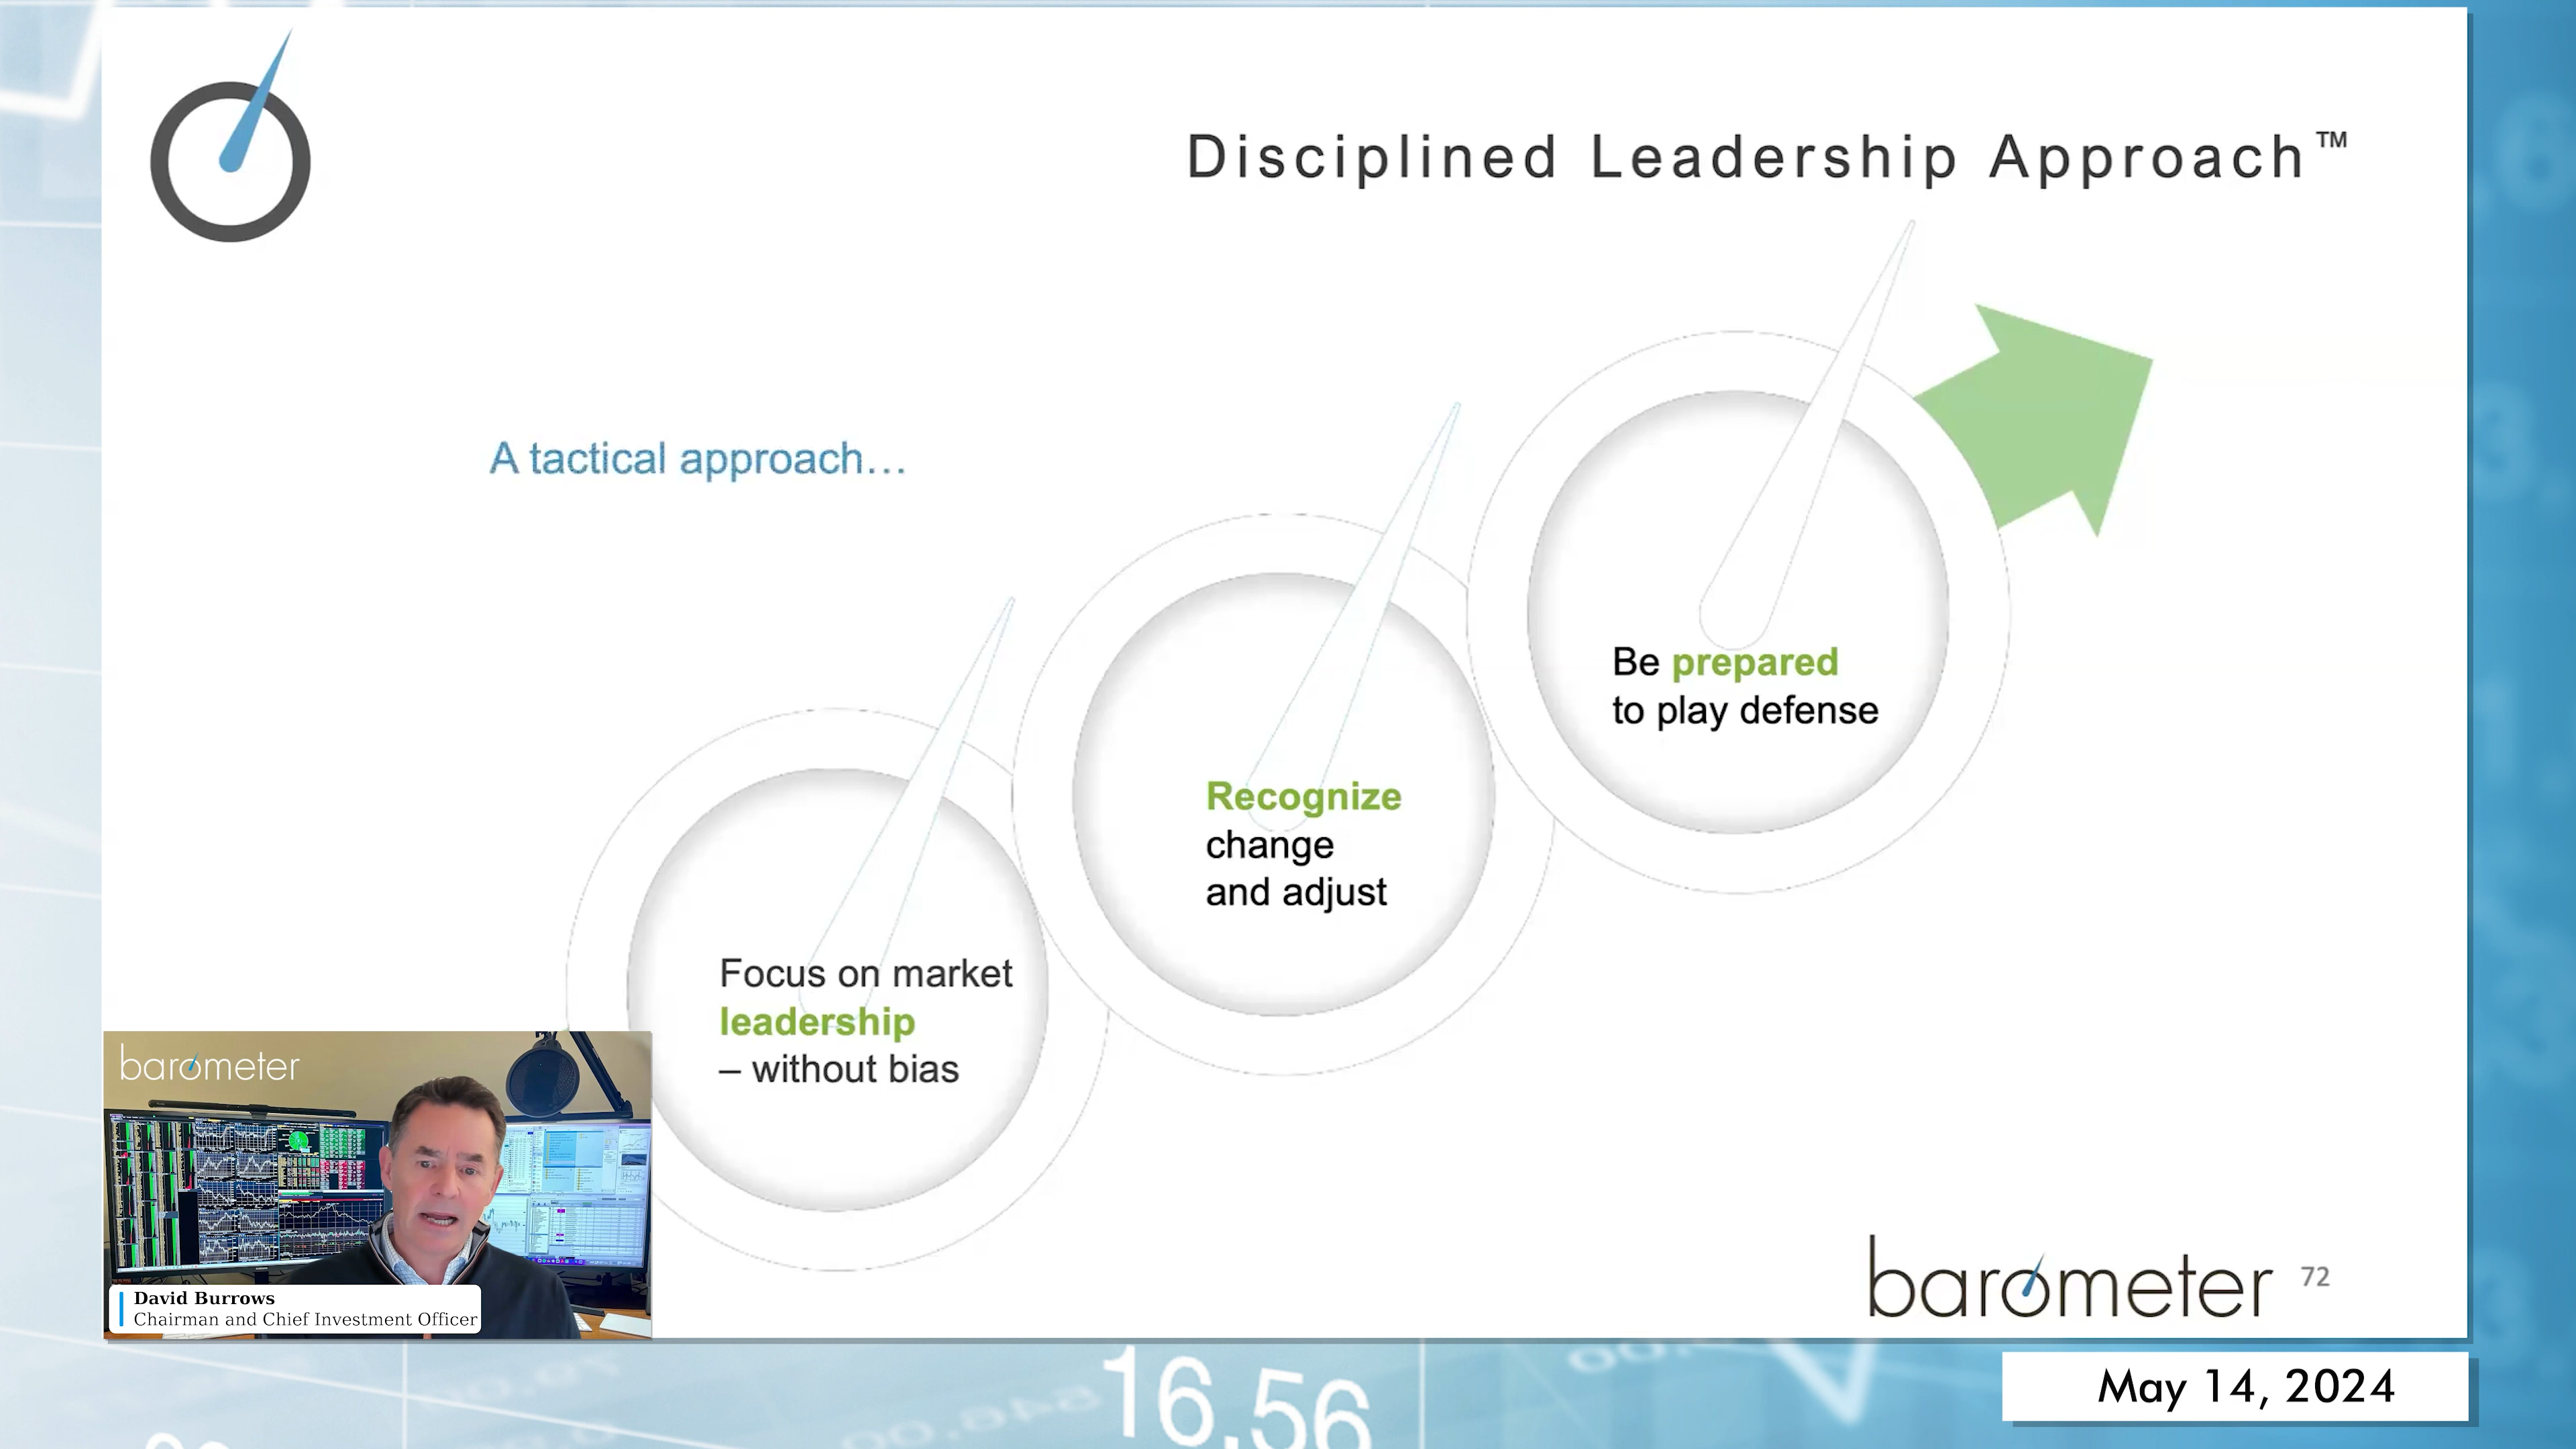 Disciplined Leadership Approach™
A tactical approach…
Be prepared
to play defense
Recognize
change
and adjust
Focus on market
leadership
– without bias
barometer
David Burrows
Chairman and Chief Investment Officer
barometer 72
May 14, 2024
16,56